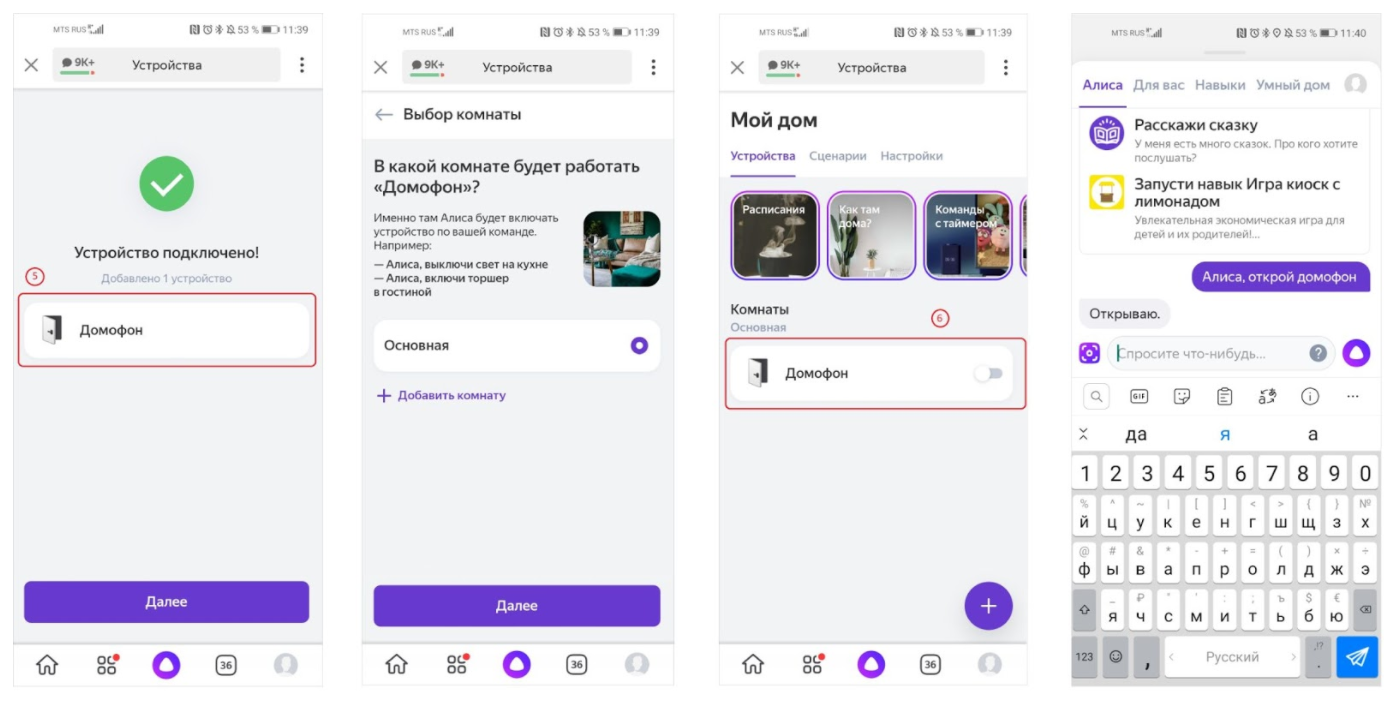 MTS RUS 53 % 11:39
9K+ Устройства
Устройство подключено!
5
Добавлено 1 устройство
Домофон
Далее
36
MTS RUS 53 % 11:39
9K+ Устройства
Выбор комнаты
В какой комнате будет работать
«Домофон»?
Именно там Алиса будет включать
устройство по вашей команде.
Например:
— Алиса, выключи свет на кухне
— Алиса, включи торшер
в гостиной
Основная
+ Добавить комнату
Далее
36
MTS RUS 53 % 11:39
9K+ Устройства
Мой дом
Устройства Сценарии Настройки
Расписания
Как там
дома?
Команды
с таймером
Комнаты
Основная
6
Домофон
+
36
MTS RUS 53 % 11:40
Алиса Для вас Навыки Умный дом
Расскажи сказку
У меня есть много сказок. Про кого хотите
послушать?
Запусти навык Игра киоск с
лимонадом
Увлекательная экономическая игра для
детей и их родителей!...
Алиса, открой домофон
Открываю.
Спросите что-нибудь... ?
GIF ...
да я а
1 2 3 4 5 6 7 8 9 0
% ^ ~ | [ ] < > { } №
й ц у к е н г ш щ з х
@ # & * - + = ( ) × ÷
ф ы в а п р о л д ж э
_ ₽ " ' : ; ъ $ €
я ч с м и т ь б ю
123 , < Русский > .